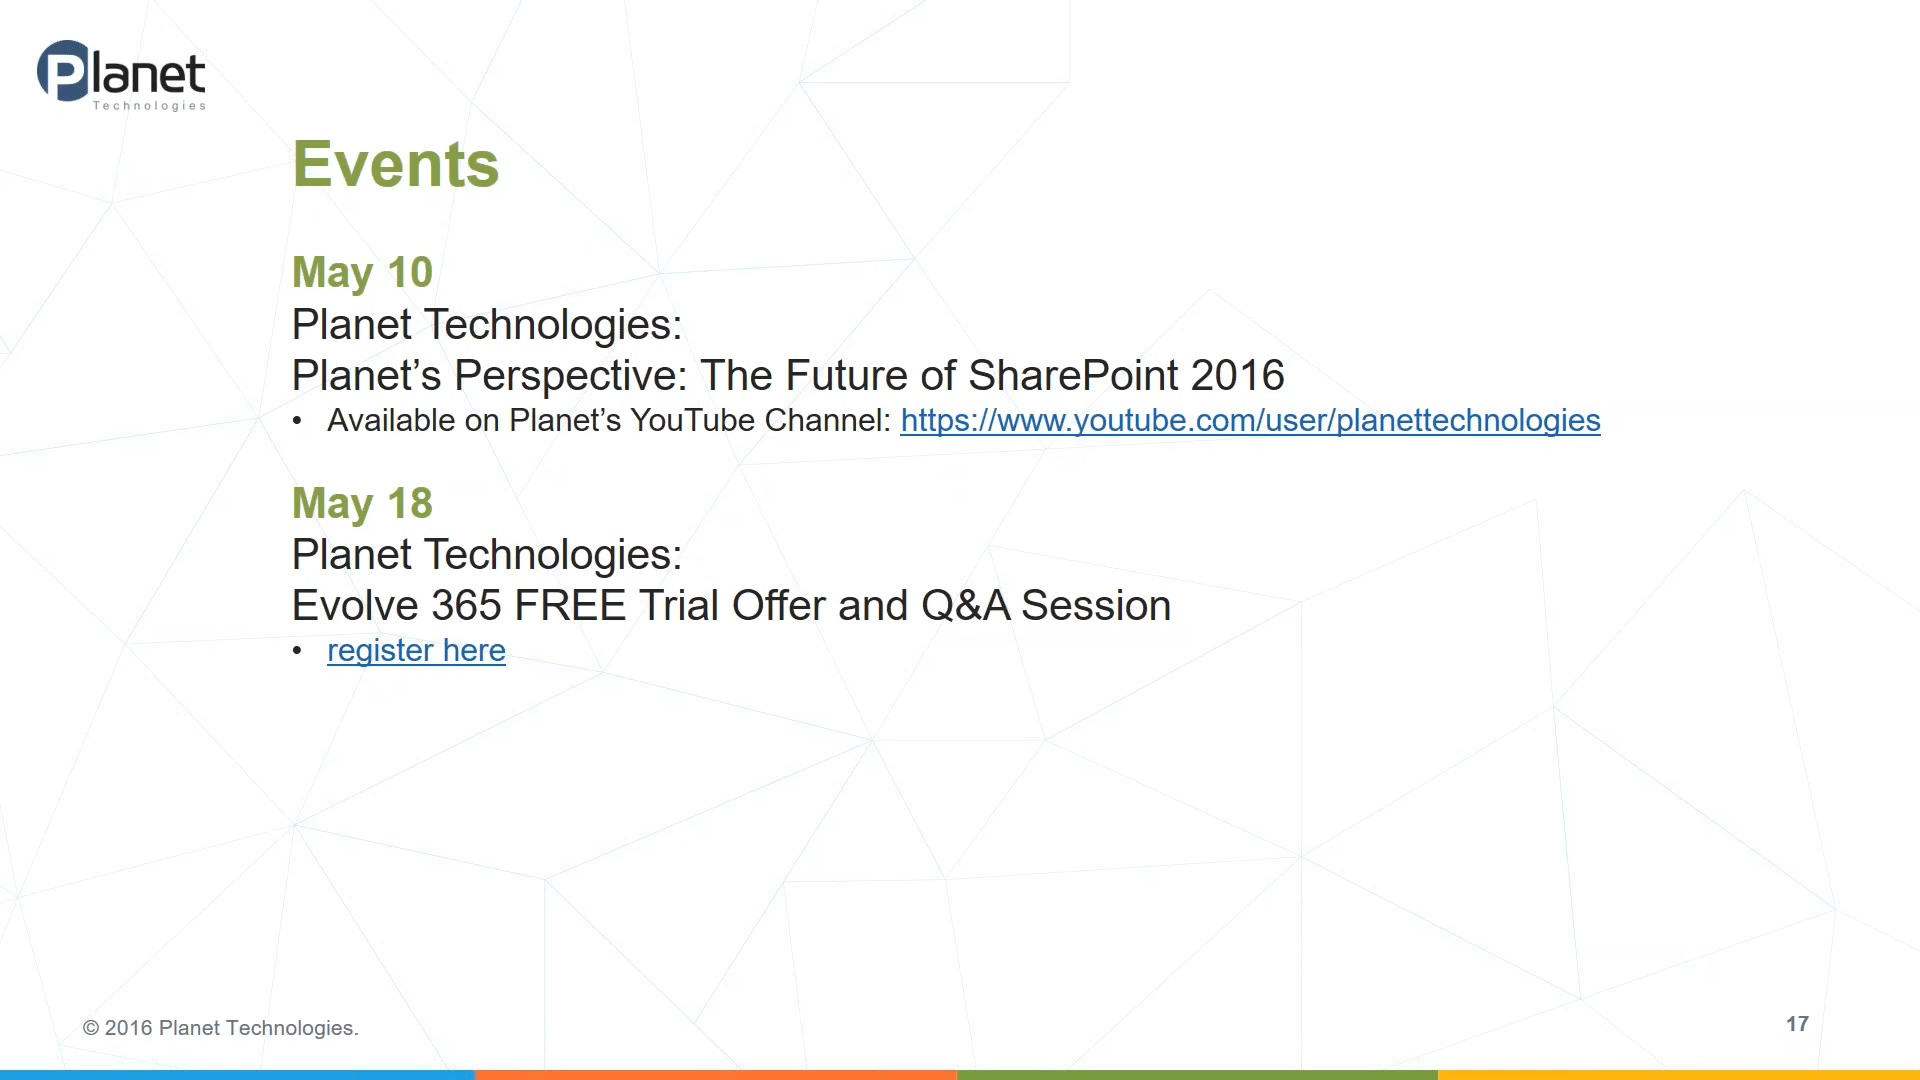 Planet
Technologies
Events
May 10
Planet Technologies:
Planet’s Perspective: The Future of SharePoint 2016
• Available on Planet’s YouTube Channel: https://www.youtube.com/user/planettechnologies
May 18
Planet Technologies:
Evolve 365 FREE Trial Offer and Q&A Session
• register here
© 2016 Planet Technologies.
17